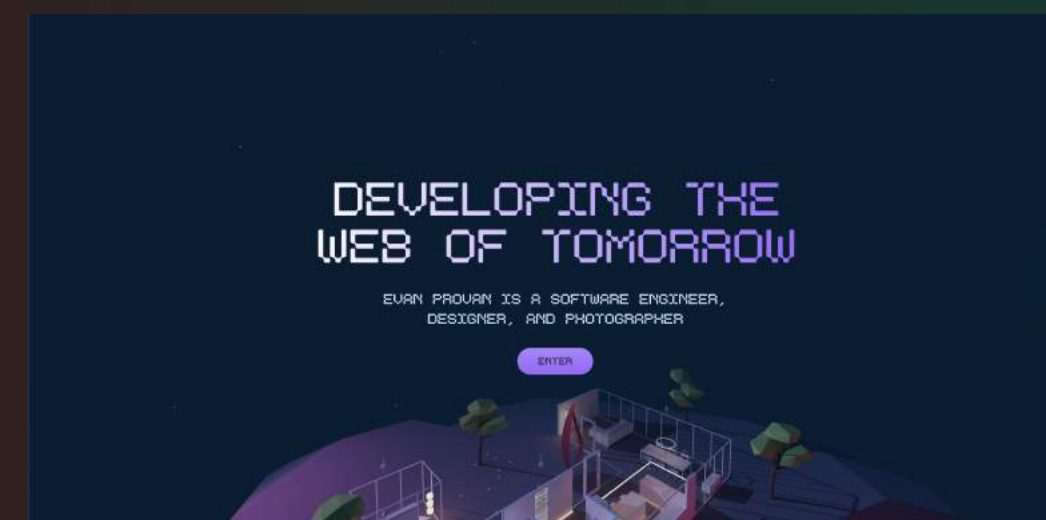 DEVELOPING THE
WEB OF TOMORROW
EVAN PROVAN IS A SOFTWARE ENGINEER,
DESIGNER, AND PHOTOGRAPHER
ENTER